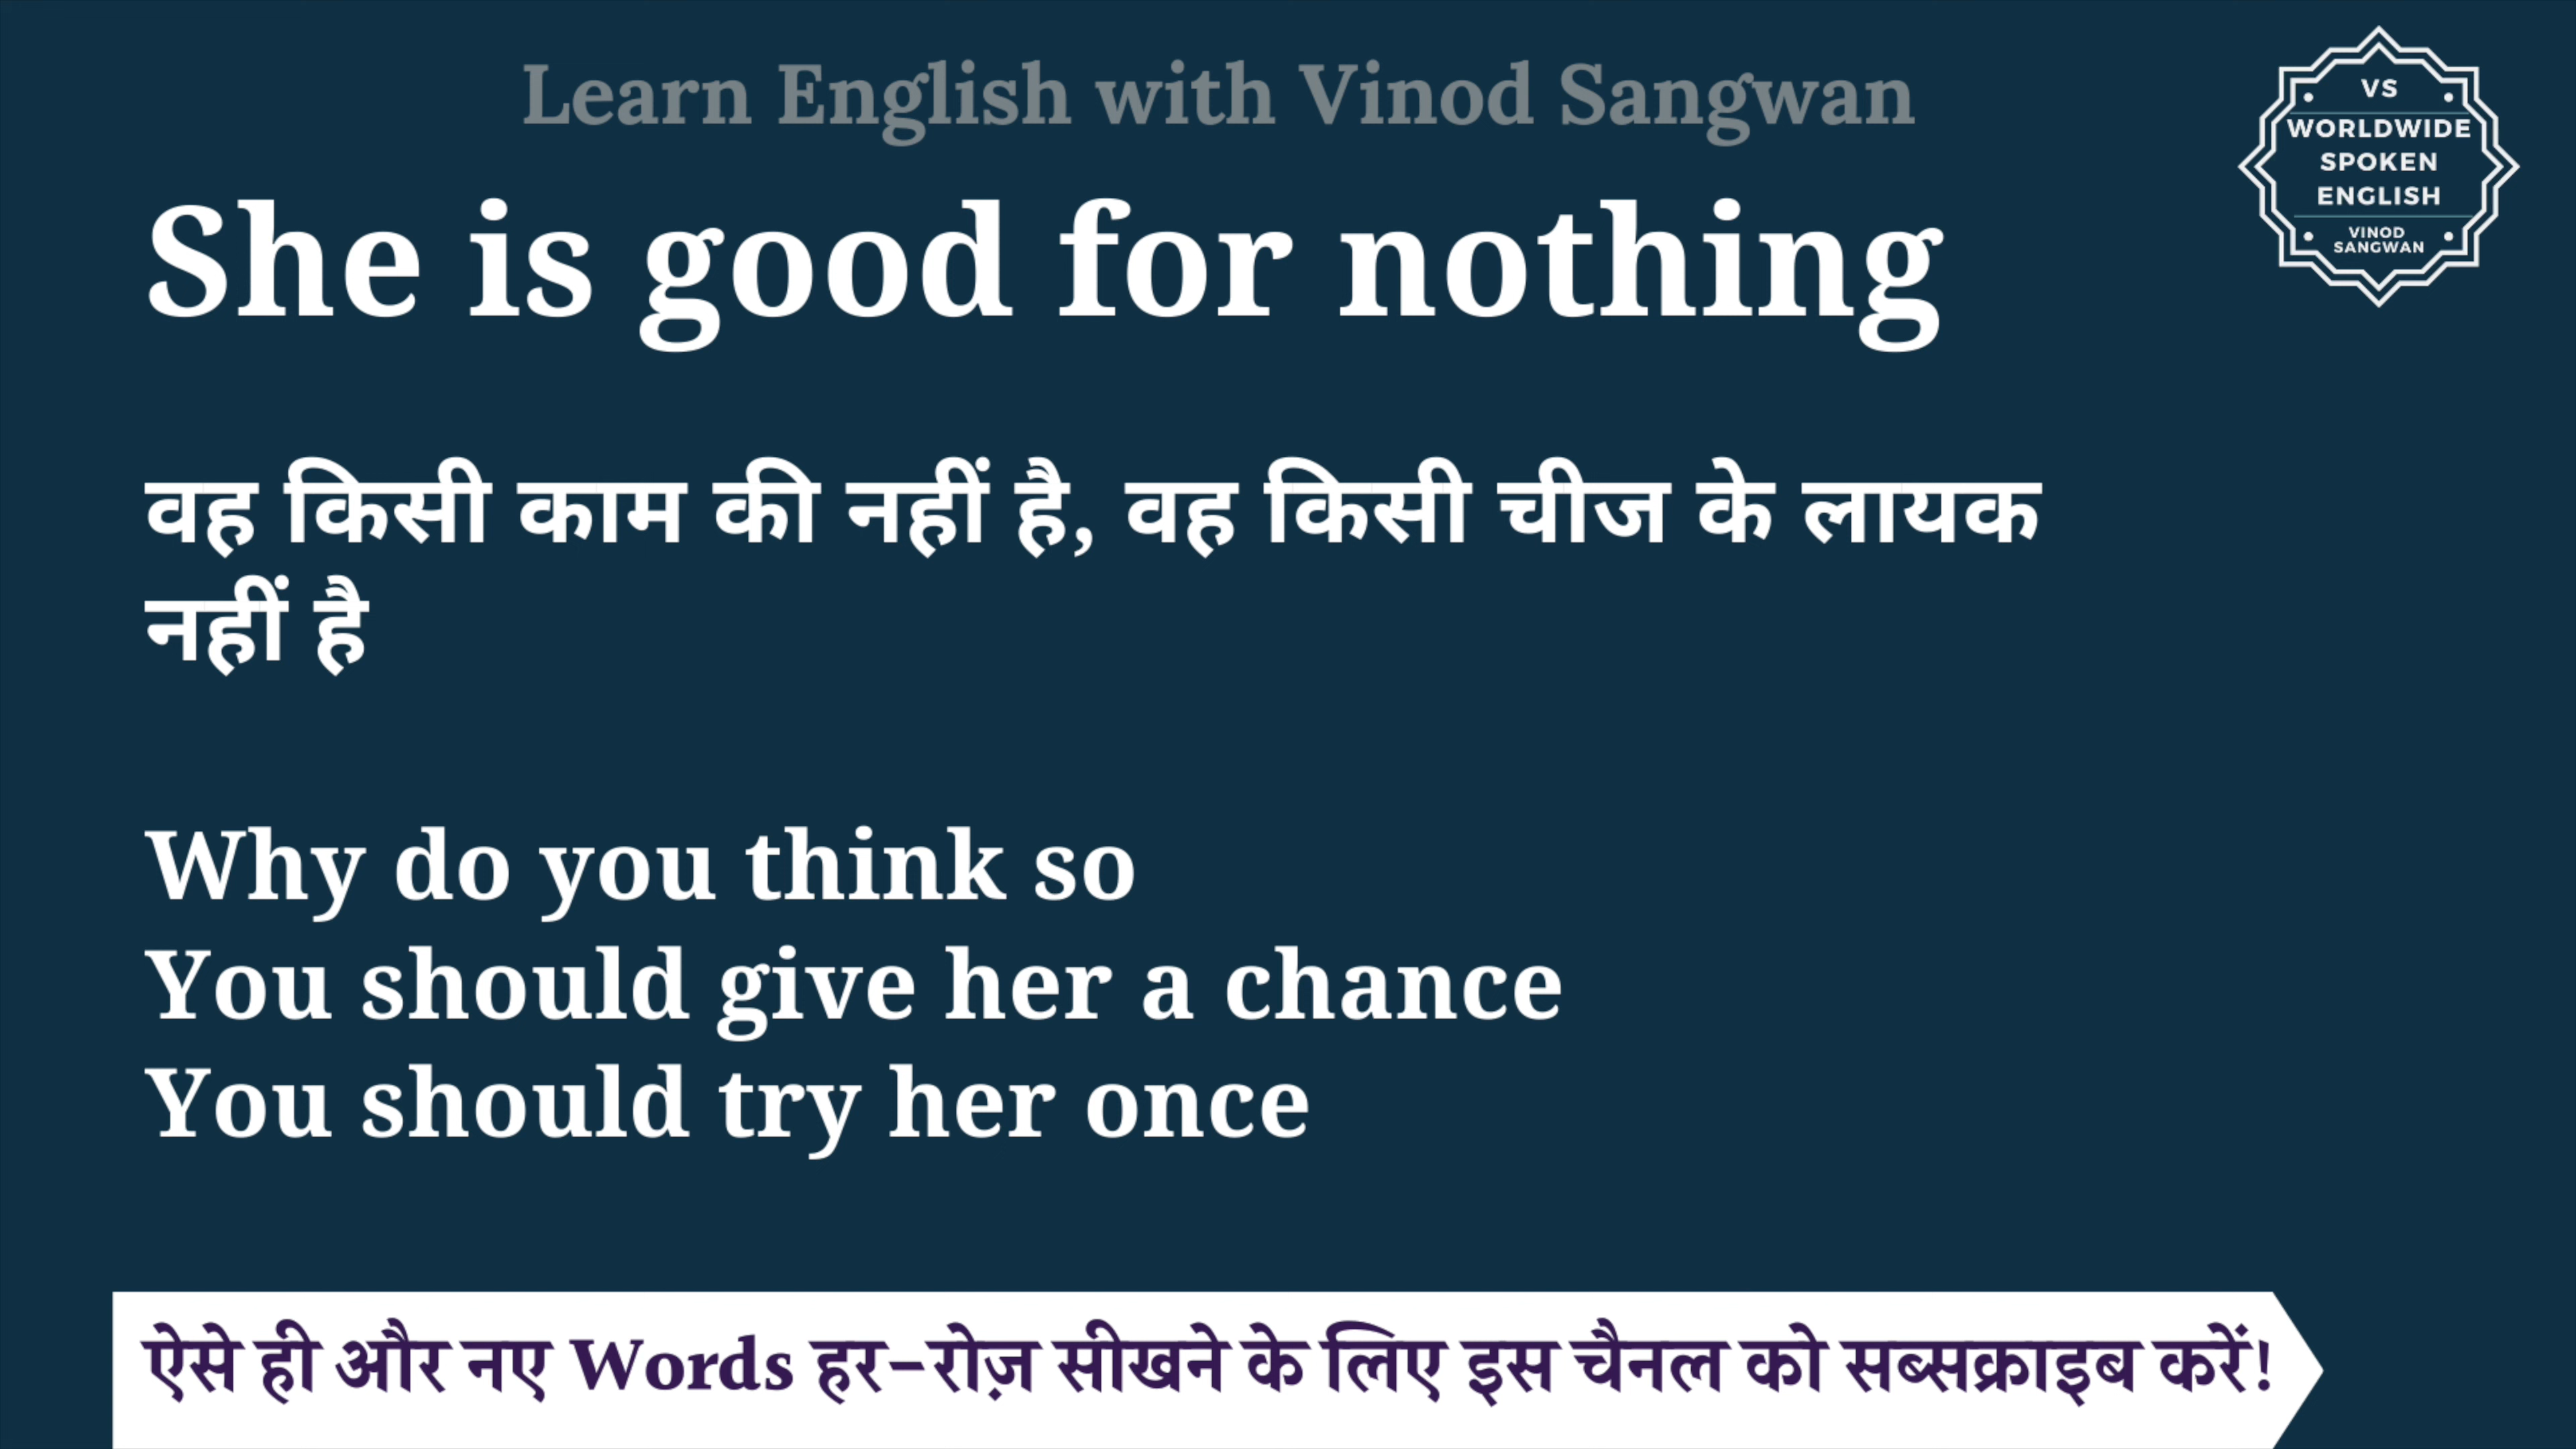 Learn English with Vinod Sangwan
VS
WORLDWIDE
SPOKEN
ENGLISH
VINOD
SANGWAN
She is good for nothing
वह किसी काम की नहीं है, वह किसी चीज के लायक
नहीं है
Why do you think so
You should give her a chance
You should try her once
ऐसे ही और नए Words हर-रोज़ सीखने के लिए इस चैनल को सब्सक्राइब करें!